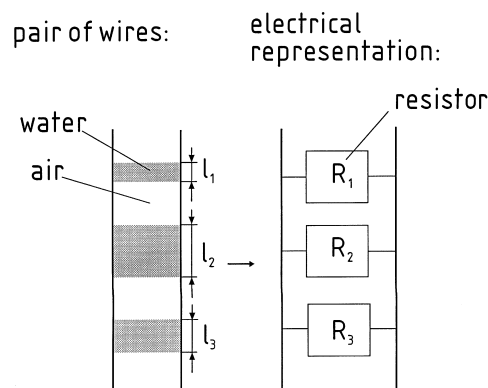 pair of wires:
electrical
representation:
resistor
water
air
l₁
l₂
l₃
R₁
R₂
R₃